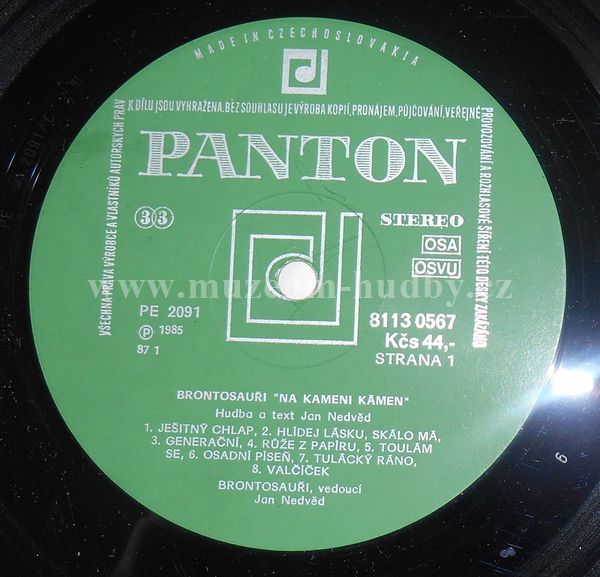 MADE IN CZECHOSLOVAKIA
VŠECHNA PRÁVA VÝROBCE A VLASTNÍKŮ AUTORSKÝCH PRÁV
K DÍLU JSOU VYHRAŽENA. BEZ SOUHLASU JE VÝROBA KOPIÍ, PRONÁJEM, PŮJČOVÁNÍ, VEŘEJNÉ
PROVOZOVÁNÍ A ROZHLASOVÉ ŠÍŘENÍ TÉTO DESKY ZAKÁZÁNO
PANTON
33
STEREO
OSA
OSVU
www.muzeum-hudby.cz
PE 2091
Ⓟ 1985
87 1
8113 0567
Kčs 44,-
STRANA 1
BRONTOSAUŘI "NA KAMENI KÁMEN"
Hudba a text Jan Nedvěd
1. JEŠITNÝ CHLAP, 2. HLÍDEJ LÁSKU, SKÁLO MÁ,
3. GENERAČNÍ, 4. RŮŽE Z PAPÍRU, 5. TOULÁM
SE, 6. OSADNÍ PÍSEŇ, 7. TULÁCKÝ RÁNO,
8. VALČÍČEK
BRONTOSAUŘI, vedoucí
Jan Nedvěd